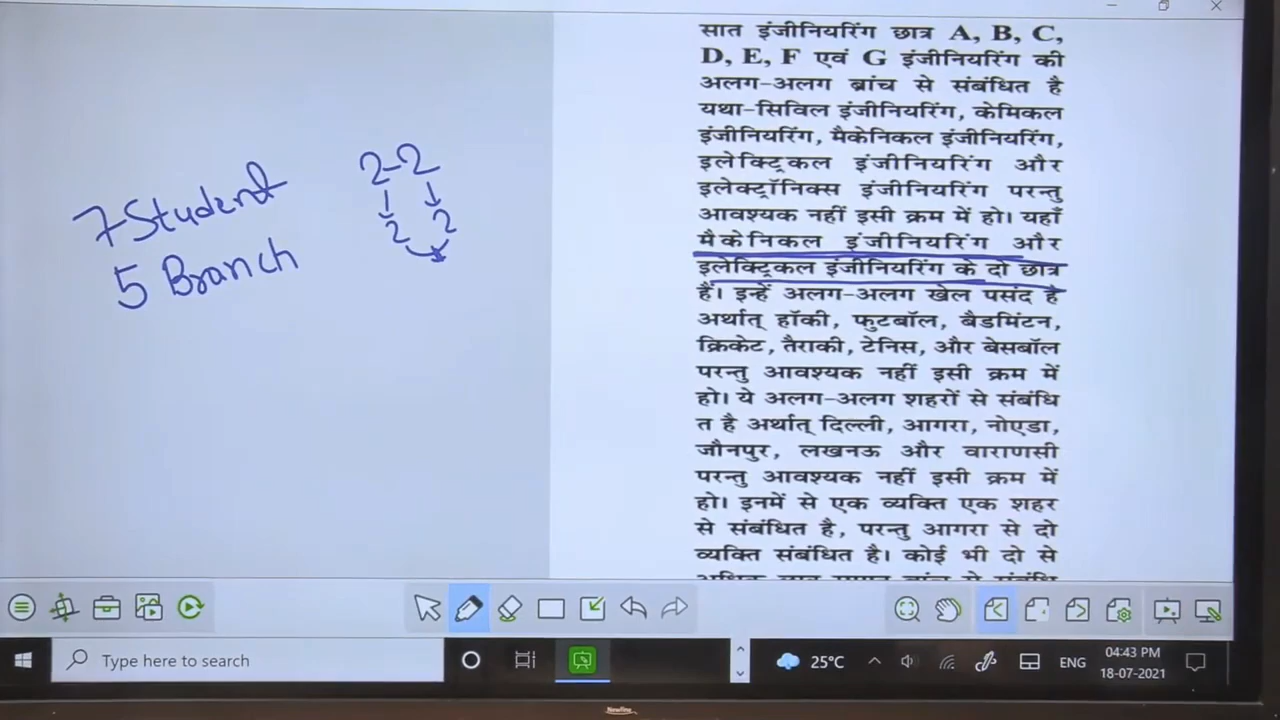 7 Student
5 Branch
2-2
2 2
सात इंजीनियरिंग छात्र A, B, C,
D, E, F एवं G इंजीनियरिंग की
अलग-अलग ब्रांच से संबंधित है
यथा-सिविल इंजीनियरिंग, केमिकल
इंजीनियरिंग, मैकेनिकल इंजीनियरिंग,
इलेक्ट्रिकल इंजीनियरिंग और
इलेक्ट्रॉनिक्स इंजीनियरिंग परन्तु
आवश्यक नहीं इसी क्रम में हो। यहाँ
मैकेनिकल इंजीनियरिंग और
इलेक्ट्रिकल इंजीनियरिंग के दो छात्र
हैं। इन्हें अलग-अलग खेल पसंद है
अर्थात् हॉकी, फुटबॉल, बैडमिंटन,
क्रिकेट, तैराकी, टेनिस, और बेसबॉल
परन्तु आवश्यक नहीं इसी क्रम में
हो। ये अलग-अलग शहरों से संबंधि
त है अर्थात् दिल्ली, आगरा, नोएडा,
जौनपुर, लखनऊ और वाराणसी
परन्तु आवश्यक नहीं इसी क्रम में
हो। इनमें से एक व्यक्ति एक शहर
से संबंधित है, परन्तु आगरा से दो
व्यक्ति संबंधित है। कोई भी दो से
Type here to search
25°C
ENG
04:43 PM
18-07-2021